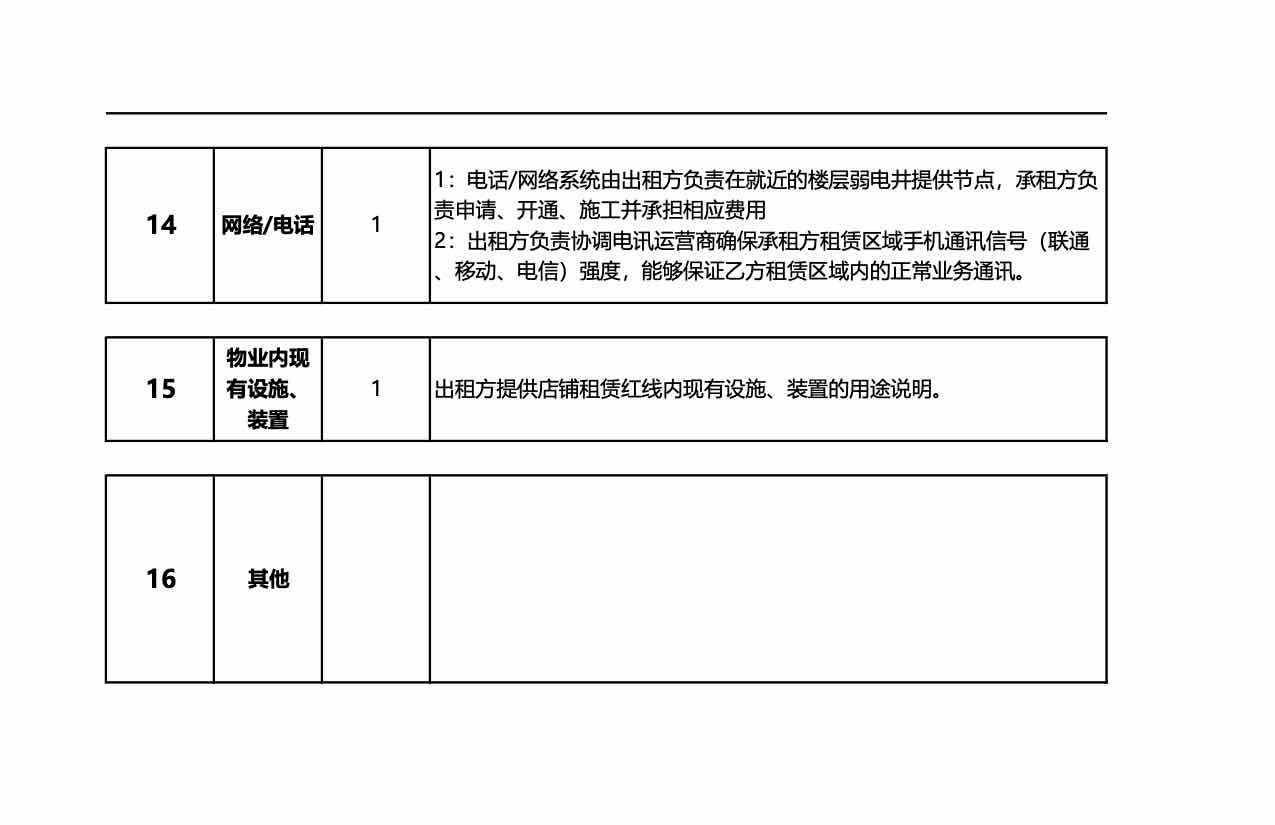 14
网络/电话
1
1：电话/网络系统由出租方负责在就近的楼层弱电井提供节点，承租方负
责申请、开通、施工并承担相应费用
2：出租方负责协调电讯运营商确保承租方租赁区域手机通讯信号（联通
、移动、电信）强度，能够保证乙方租赁区域内的正常业务通讯。
15
物业内现
有设施、
装置
1
出租方提供店铺租赁红线内现有设施、装置的用途说明。
16
其他